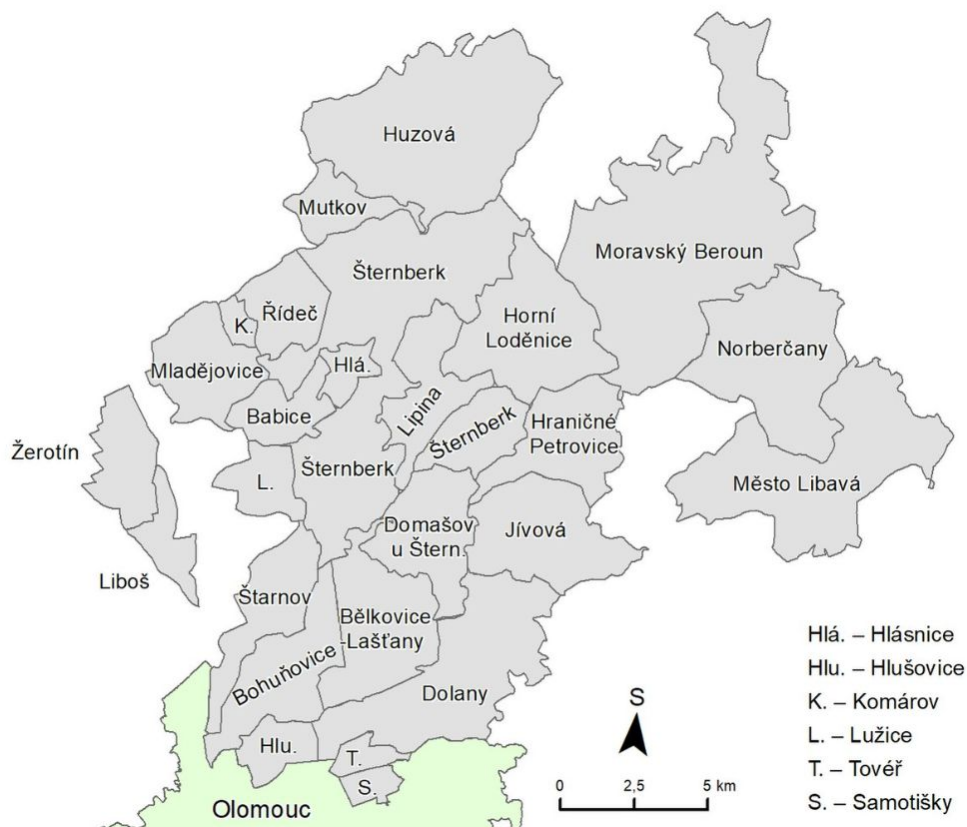 Huzová
Mutkov
Moravský Beroun
Šternberk
Řídeč
K.
Horní
Loděnice
Norberčany
Hlá.
Mladějovice
Lipina
Babice
Šternberk
Hraničné
Petrovice
Žerotín
Šternberk
L.
Město Libavá
Domašov
u Štern.
Jívová
Liboš
Štarnov
Bělkovice
-Lašťany
Bohuňovice
Dolany
Hlu.
T.
S.
Olomouc
S
0 2,5 5 km
Hlá. – Hlásnice
Hlu. – Hlušovice
K. – Komárov
L. – Lužice
T. – Tovéř
S. – Samotišky